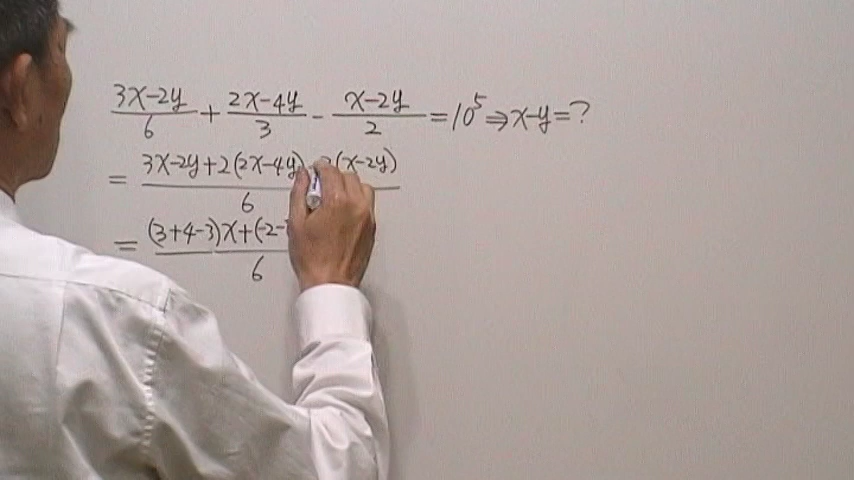 (3x-2y)/6 + (2x-4y)/3 - (x-2y)/2 = 10^5 ⇒ x-y=?
= (3x-2y+2(2x-4y) 3(x-2y))/6
= ((3+4-3)x+(-2-)/6